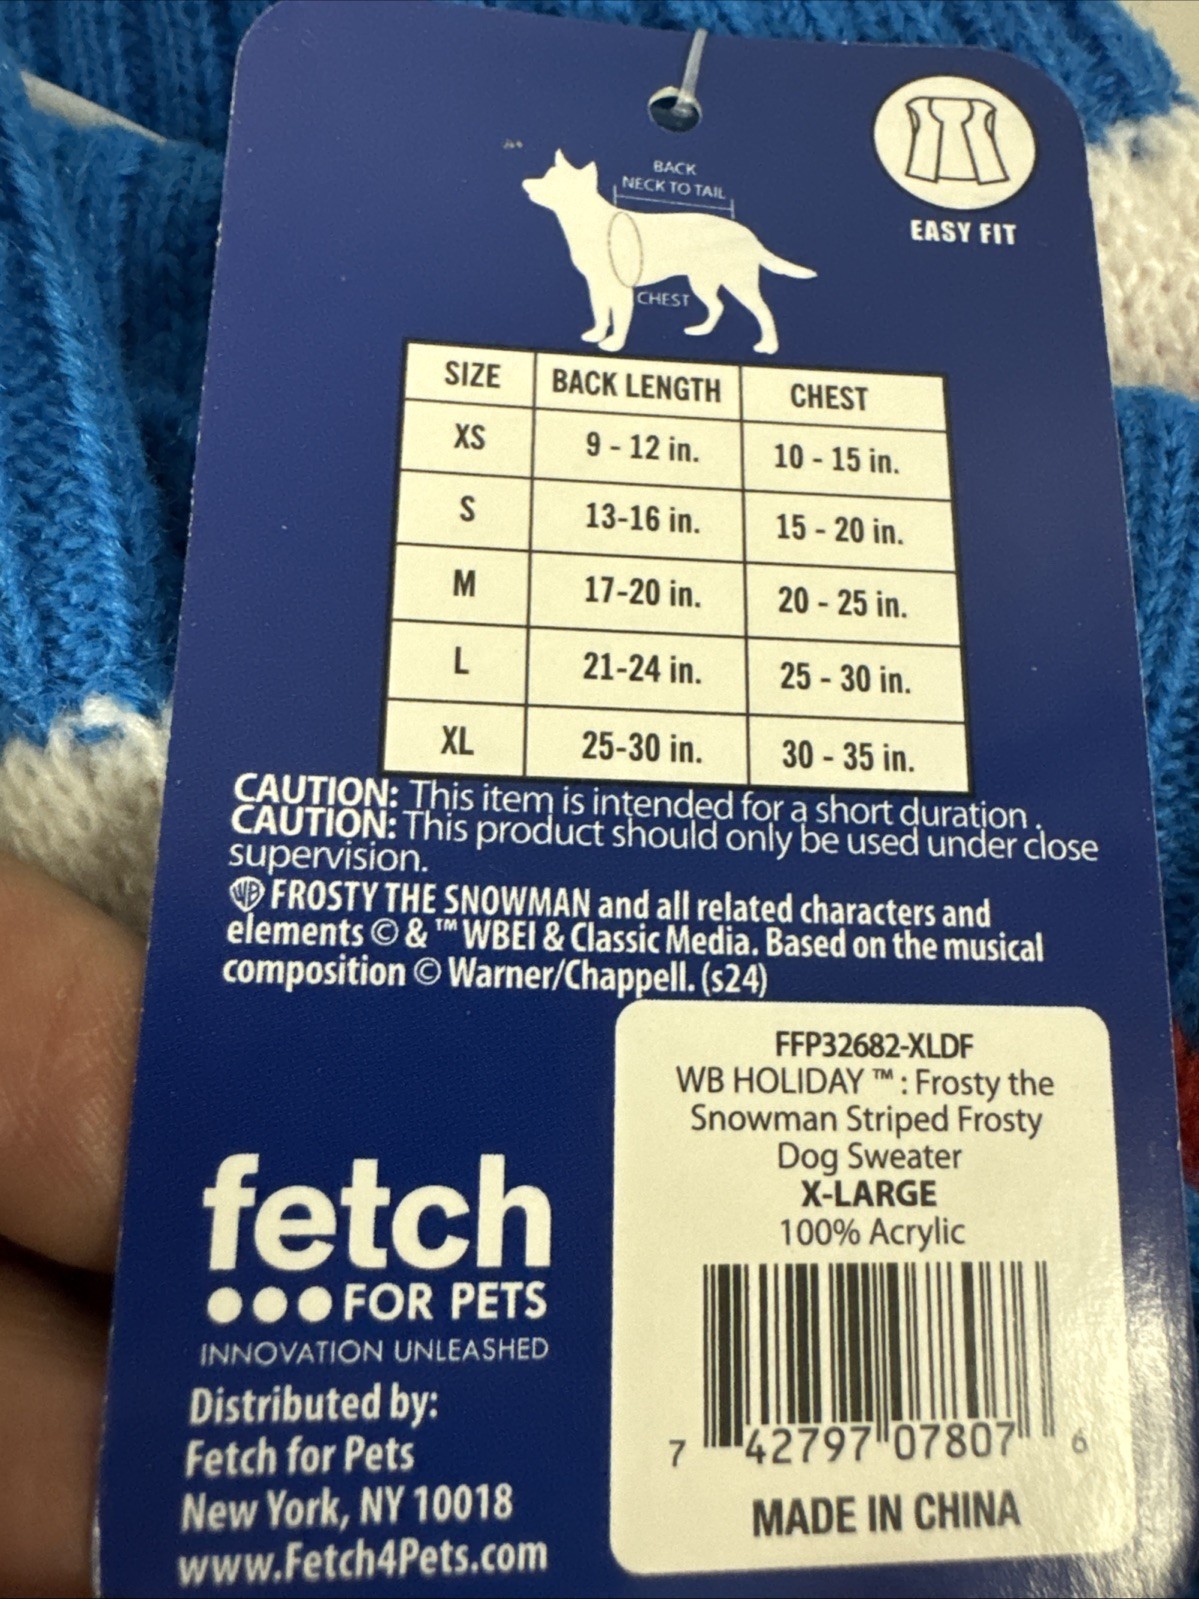 BACK
NECK TO TAIL
CHEST
EASY FIT
SIZE BACK LENGTH CHEST
XS 9 - 12 in. 10 - 15 in.
S 13-16 in. 15 - 20 in.
M 17-20 in. 20 - 25 in.
L 21-24 in. 25 - 30 in.
XL 25-30 in. 30 - 35 in.
CAUTION: This item is intended for a short duration .
CAUTION: This product should only be used under close
supervision.
WB FROSTY THE SNOWMAN and all related characters and
elements © & ™ WBEI & Classic Media. Based on the musical
composition © Warner/Chappell. (s24)
FFP32682-XLDF
WB HOLIDAY ™ : Frosty the
Snowman Striped Frosty
Dog Sweater
X-LARGE
100% Acrylic
7 42797 07807 6
MADE IN CHINA
fetch
FOR PETS
INNOVATION UNLEASHED
Distributed by:
Fetch for Pets
New York, NY 10018
www.Fetch4Pets.com